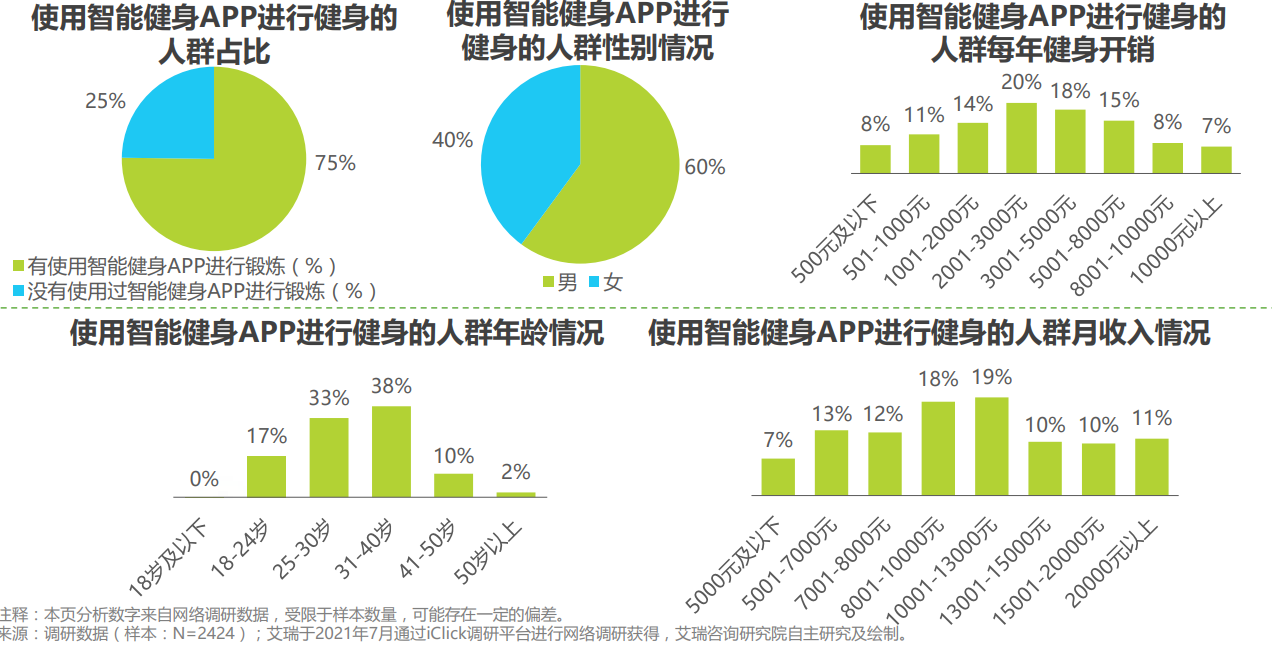 使用智能健身APP进行健身的
人群占比
25%
75%
有使用智能健身APP进行锻炼（%）
没有使用过智能健身APP进行锻炼（%）
使用智能健身APP进行
健身的人群性别情况
40%
60%
男 女
使用智能健身APP进行健身的
人群每年健身开销
8% 11% 14% 20% 18% 15% 8% 7%
500元及以下
501-1000元
1001-2000元
2001-3000元
3001-5000元
5001-8000元
8001-10000元
10000元以上
使用智能健身APP进行健身的人群年龄情况
0% 17% 33% 38% 10% 2%
18岁及以下
18-24岁
25-30岁
31-40岁
41-50岁
50岁以上
使用智能健身APP进行健身的人群月收入情况
7% 13% 12% 18% 19% 10% 10% 11%
5000元及以下
5001-7000元
7001-8000元
8001-10000元
10001-13000元
13001-15000元
15001-20000元
20000元以上
注释：本页分析数字来自网络调研数据，受限于样本数量，可能存在一定的偏差。
来源：调研数据（样本：N=2424）；艾瑞于2021年7月通过iClick调研平台进行网络调研获得，艾瑞咨询研究院自主研究及绘制。